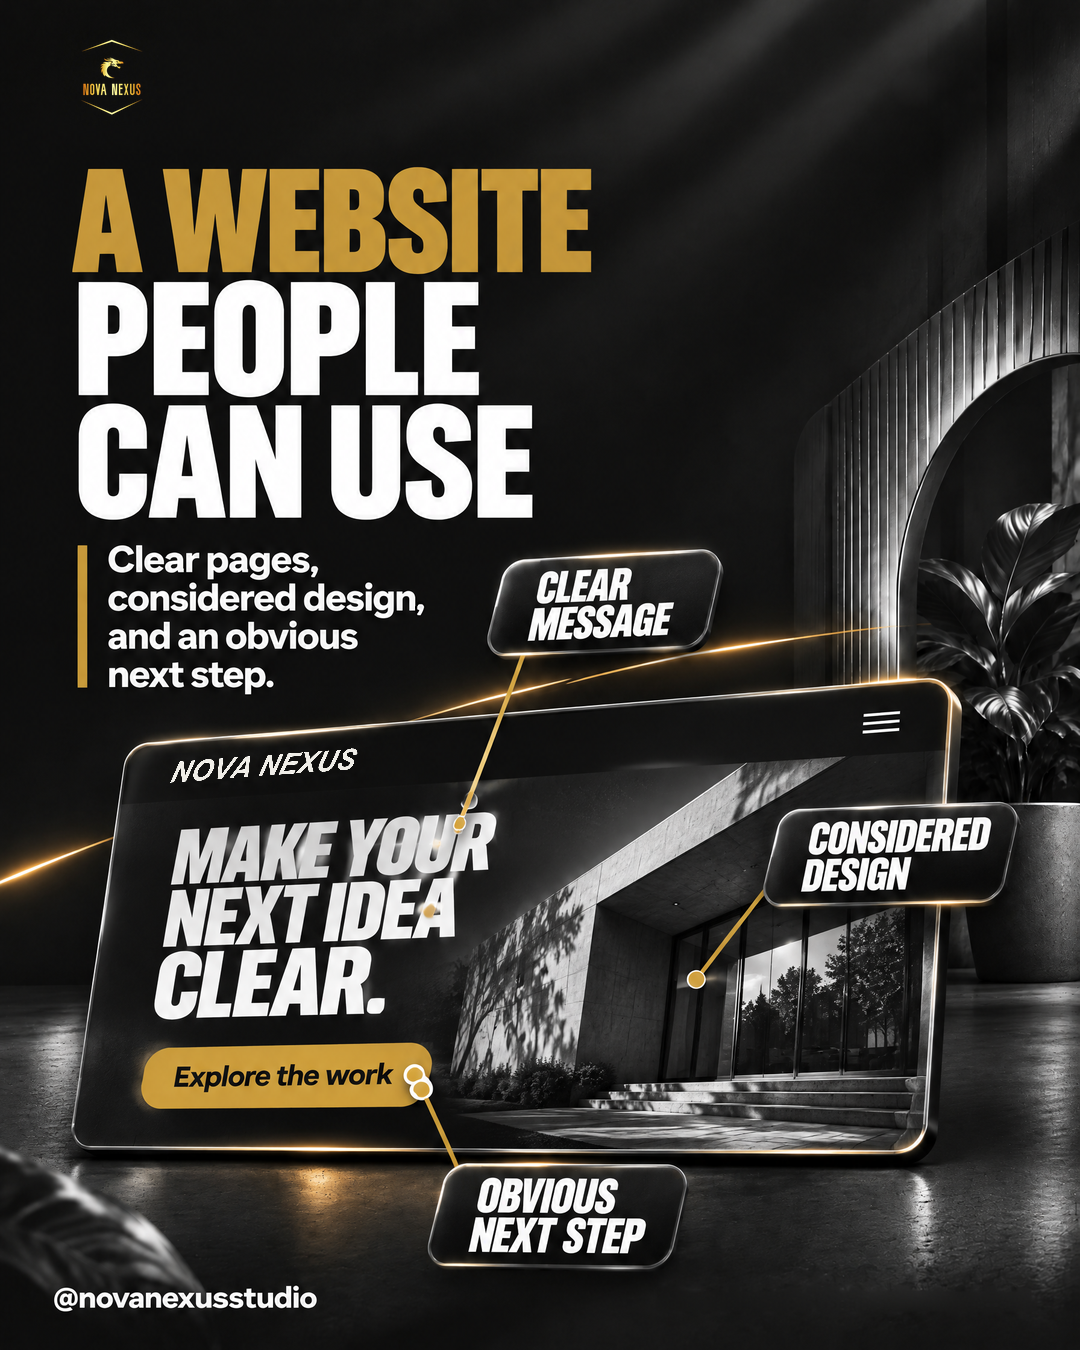 NOVA NEXUS
A WEBSITE
PEOPLE
CAN USE
Clear pages,
considered design,
and an obvious
next step.
CLEAR
MESSAGE
NOVA NEXUS
MAKE YOUR
NEXT IDEA
CLEAR.
CONSIDERED
DESIGN
Explore the work
OBVIOUS
NEXT STEP
@novanexusstudio